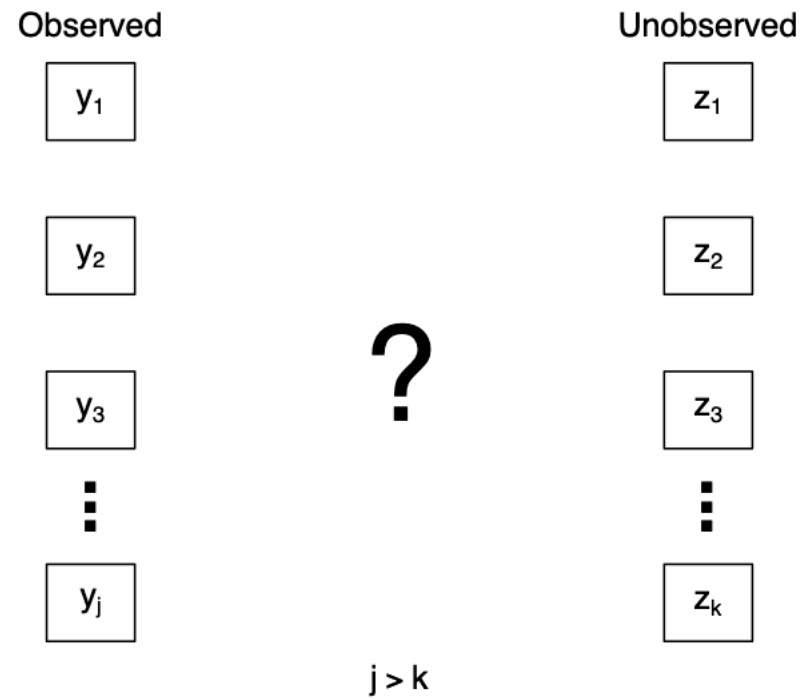 Observed Unobserved
y₁ z₁
y₂ z₂
?
y₃ z₃
yⱼ zₖ
j > k